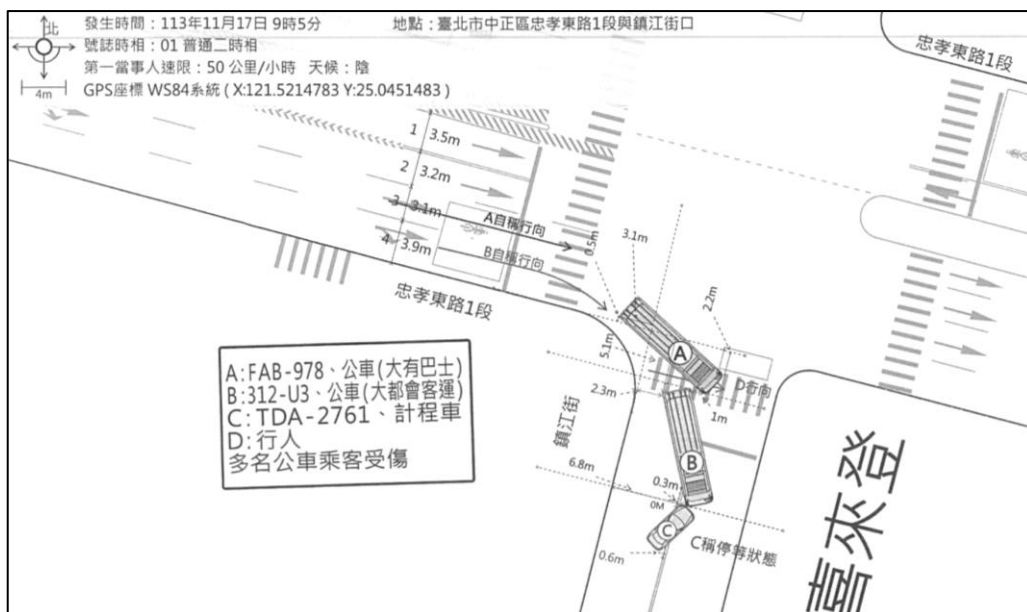 北
4m
發生時間：113年11月17日 9時5分
地點：臺北市中正區忠孝東路1段與鎮江街口
號誌時相：01 普通二時相
第一當事人速限：50 公里/小時 天候：陰
GPS座標 WS84系統 ( X:121.5214783 Y:25.0451483 )
忠孝東路1段
1 3.5m
2 3.2m
3 3.1m
4 3.9m
A自稱行向
B自稱行向
0.5m
3.1m
2.2m
忠孝東路1段
5.1m
A
D行向
2.3m
1m
A:FAB-978、公車(大有巴士)
B:312-U3、公車(大都會客運)
C: TDA-2761、計程車
D: 行人
多名公車乘客受傷
鎮江街
B
6.8m
0.3m
0M
C
C稱停等狀態
0.6m
喜來登